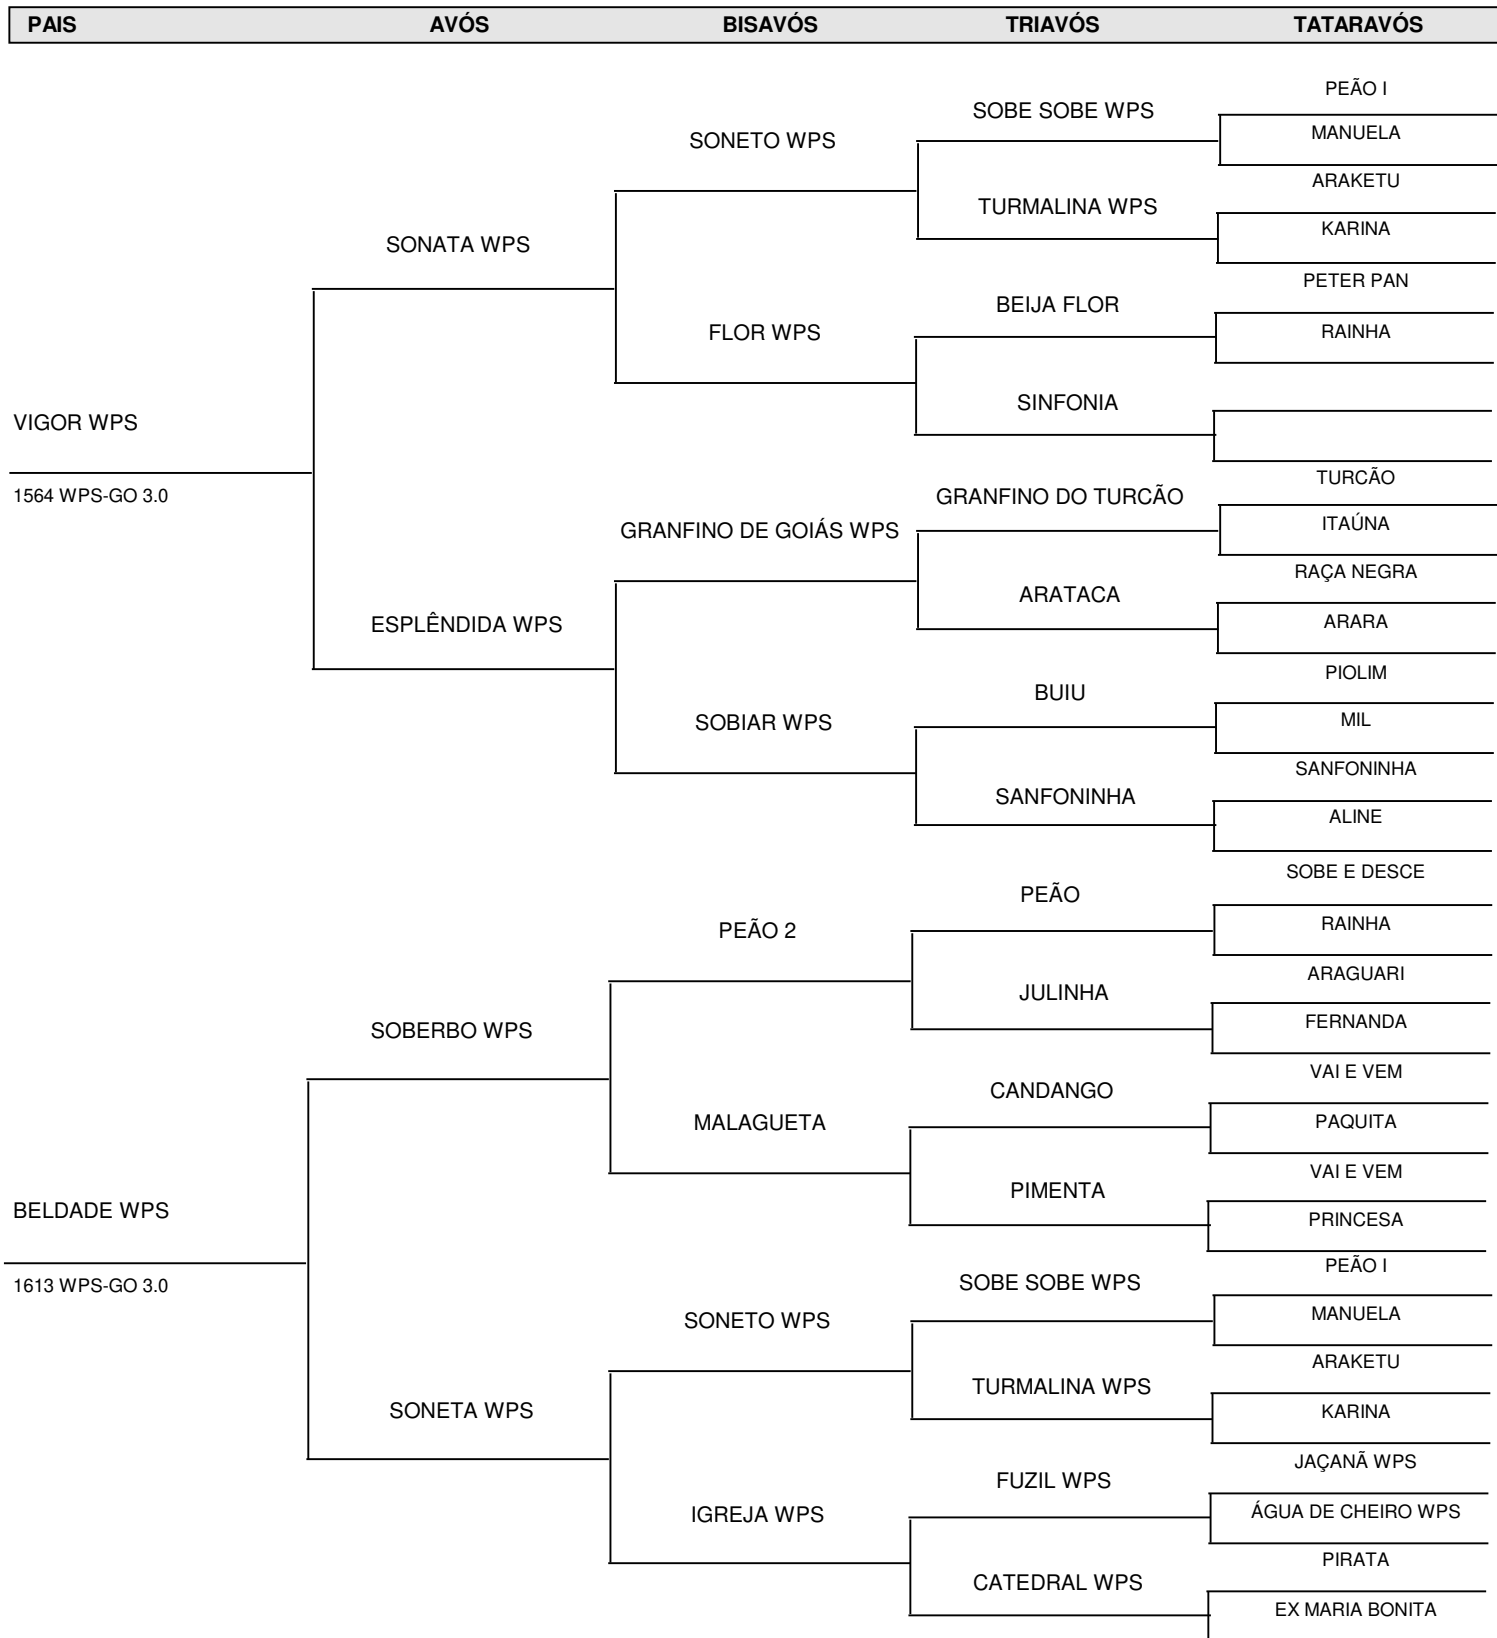 PAIS AVÓS BISAVÓS TRIAVÓS TATARAVÓS
PEÃO I
SOBE SOBE WPS
MANUELA
SONETO WPS
ARAKETU
TURMALINA WPS
KARINA
SONATA WPS
PETER PAN
BEIJA FLOR
RAINHA
FLOR WPS
SINFONIA
VIGOR WPS
TURCÃO
1564 WPS-GO 3.0
GRANFINO DO TURCÃO
ITAÚNA
GRANFINO DE GOIÁS WPS
RAÇA NEGRA
ARATACA
ARARA
ESPLÊNDIDA WPS
PIOLIM
BUIU
MIL
SOBIAR WPS
SANFONINHA
SANFONINHA
ALINE
SOBE E DESCE
PEÃO
RAINHA
PEÃO 2
ARAGUARI
JULINHA
FERNANDA
SOBERBO WPS
VAI E VEM
CANDANGO
PAQUITA
MALAGUETA
VAI E VEM
PIMENTA
BELDADE WPS
PRINCESA
PEÃO I
1613 WPS-GO 3.0
SOBE SOBE WPS
MANUELA
SONETO WPS
ARAKETU
TURMALINA WPS
KARINA
SONETA WPS
JAÇANÃ WPS
FUZIL WPS
ÁGUA DE CHEIRO WPS
IGREJA WPS
PIRATA
CATEDRAL WPS
EX MARIA BONITA